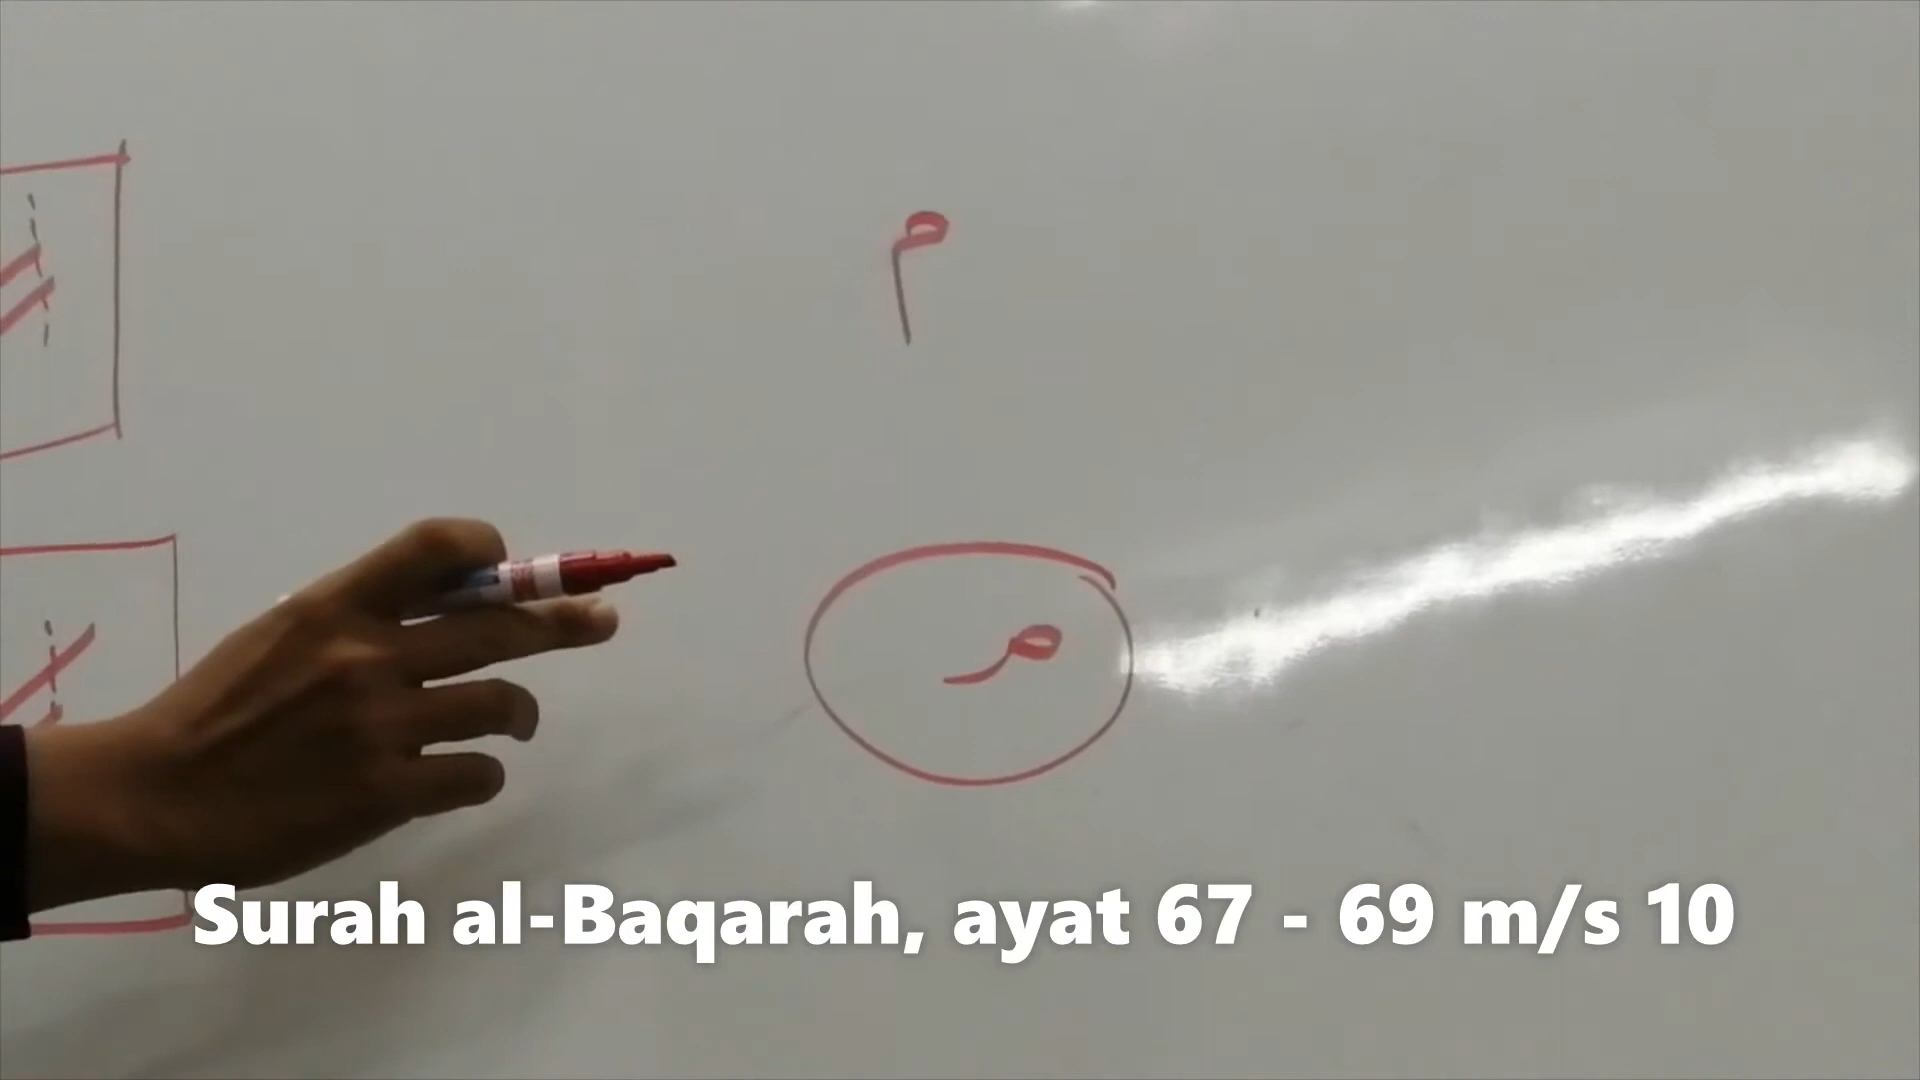 م
م
Surah al-Baqarah, ayat 67 - 69 m/s 10